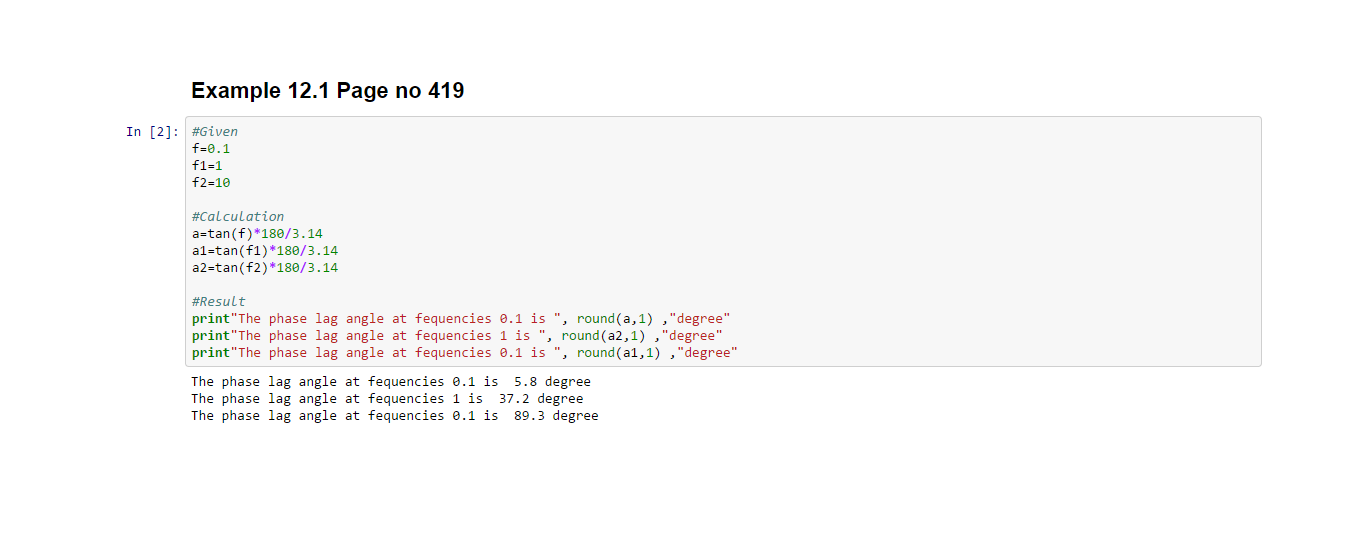 Example 12.1 Page no 419
In [2]: #Given
f=0.1
f1=1
f2=10
#Calculation
a=tan(f)*180/3.14
a1=tan(f1)*180/3.14
a2=tan(f2)*180/3.14
#Result
print"The phase lag angle at fequencies 0.1 is ", round(a,1) ,"degree"
print"The phase lag angle at fequencies 1 is ", round(a2,1) ,"degree"
print"The phase lag angle at fequencies 0.1 is ", round(a1,1) ,"degree"
The phase lag angle at fequencies 0.1 is  5.8 degree
The phase lag angle at fequencies 1 is  37.2 degree
The phase lag angle at fequencies 0.1 is  89.3 degree